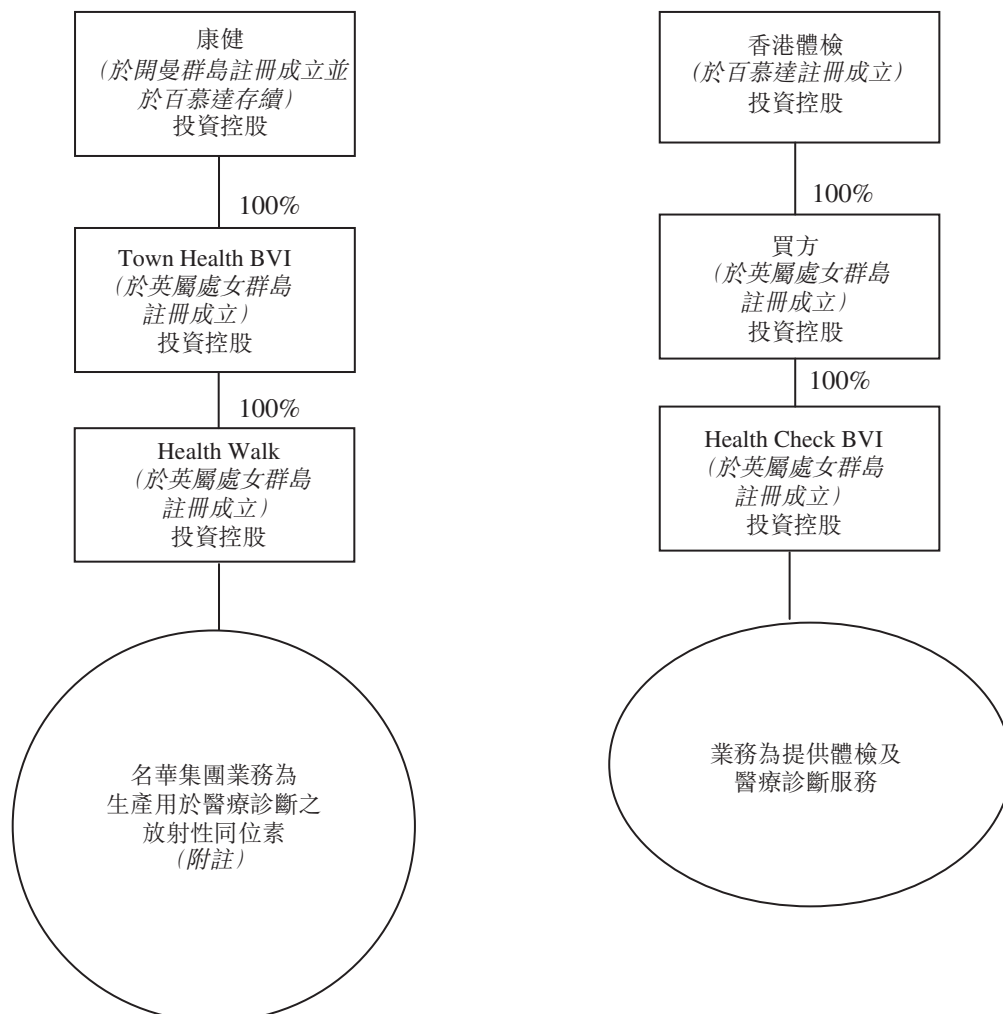 康健
(於開曼群島註冊成立並
於百慕達存續)
投資控股
100%
Town Health BVI
(於英屬處女群島
註冊成立)
投資控股
100%
Health Walk
(於英屬處女群島
註冊成立)
投資控股
名華集團業務為
生產用於醫療診斷之
放射性同位素
(附註)
香港體檢
(於百慕達註冊成立)
投資控股
100%
買方
(於英屬處女群島
註冊成立)
投資控股
100%
Health Check BVI
(於英屬處女群島
註冊成立)
投資控股
業務為提供體檢及
醫療診斷服務